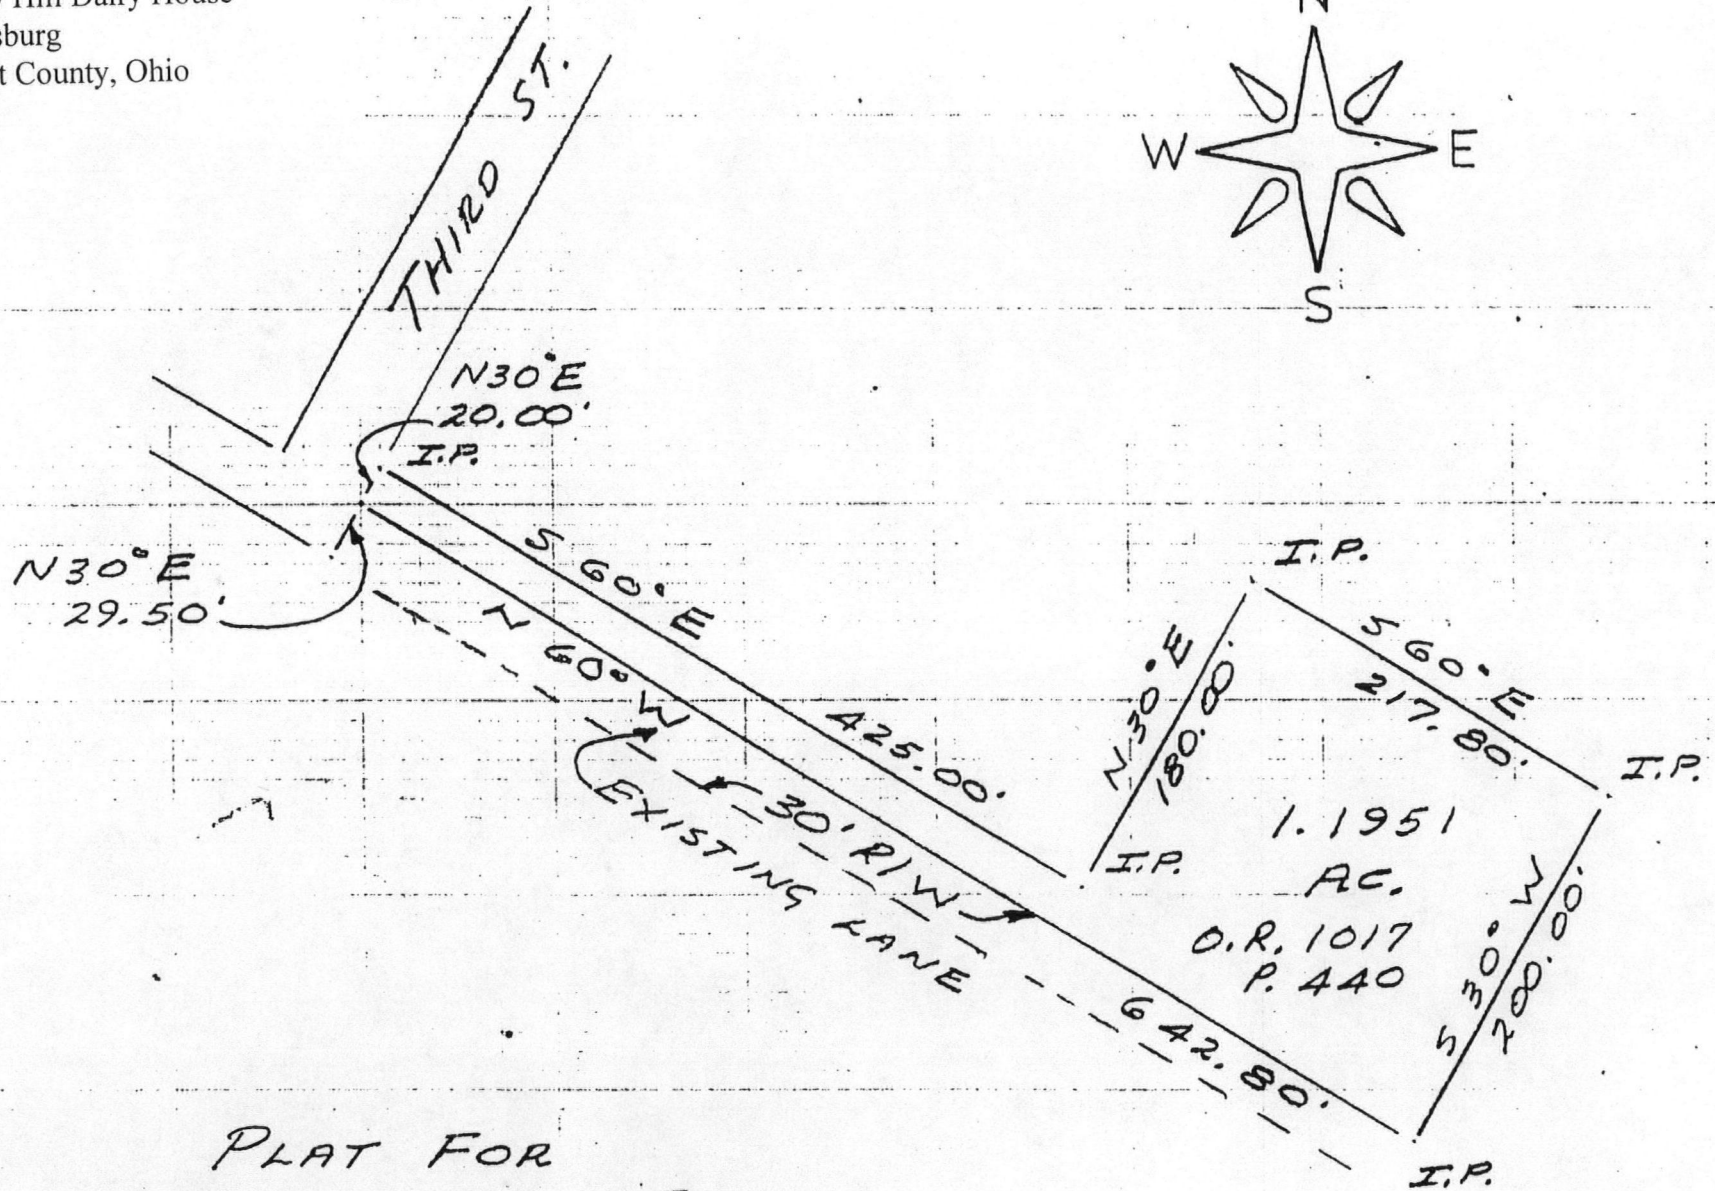 Hill Dairy House
County, Ohio
N
W
E
S
THIRD ST.
N30°E
20.00'
I.P.
N30°E
29.50'
S 60° E
425.00'
N 60° W
642.80'
30' R/W
EXISTING LANE
I.P.
S 60° E
217.80'
N 30° E
180.00'
I.P.
I.P.
1.1951
AC.
O.R. 1017
P. 440
S 30° W
200.00'
I.P.
PLAT FOR